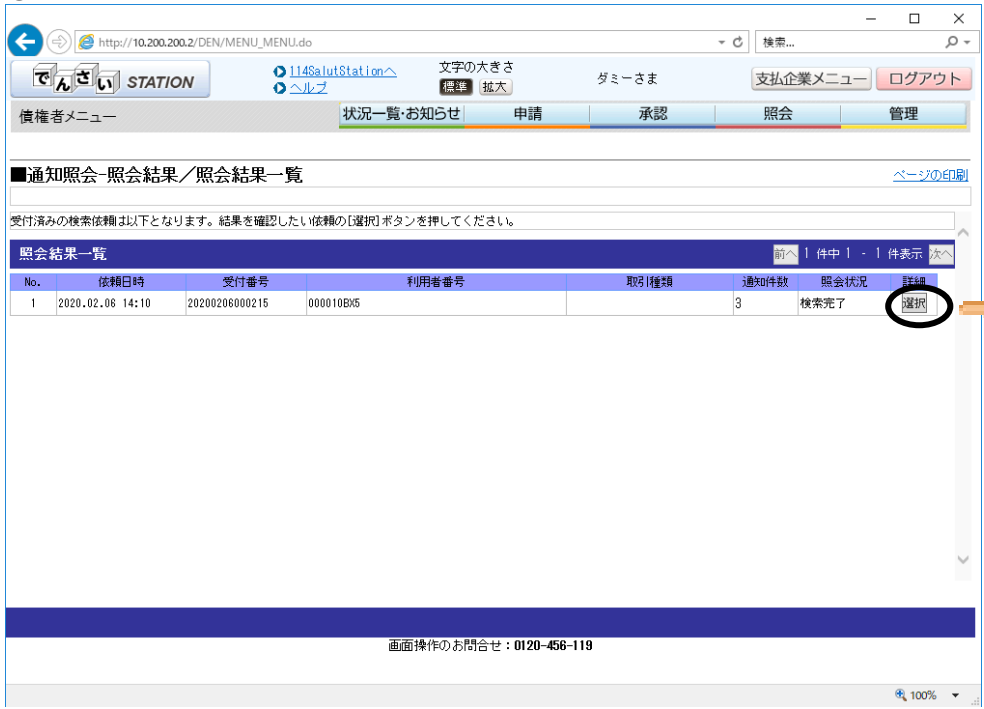 http://10.200.200.2/DEN/MENU_MENU.do
検索...
でんさい STATION
114SalutStationへ
ヘルプ
文字の大きさ
標準 拡大
ダミーさま
支払企業メニュー
ログアウト
債権者メニュー
状況一覧・お知らせ 申請 承認 照会 管理
■通知照会-照会結果／照会結果一覧
ページの印刷
受付済みの検索依頼は以下となります。結果を確認したい依頼の[選択]ボタンを押してください。
照会結果一覧 前へ 1 件中 1 - 1 件表示 次へ
No. 依頼日時 受付番号 利用者番号 取引種類 通知件数 照会状況 詳細
1 2020.02.06 14:10 20200206000215 000010BX5 3 検索完了 選択
画面操作のお問合せ：0120-456-119
100%